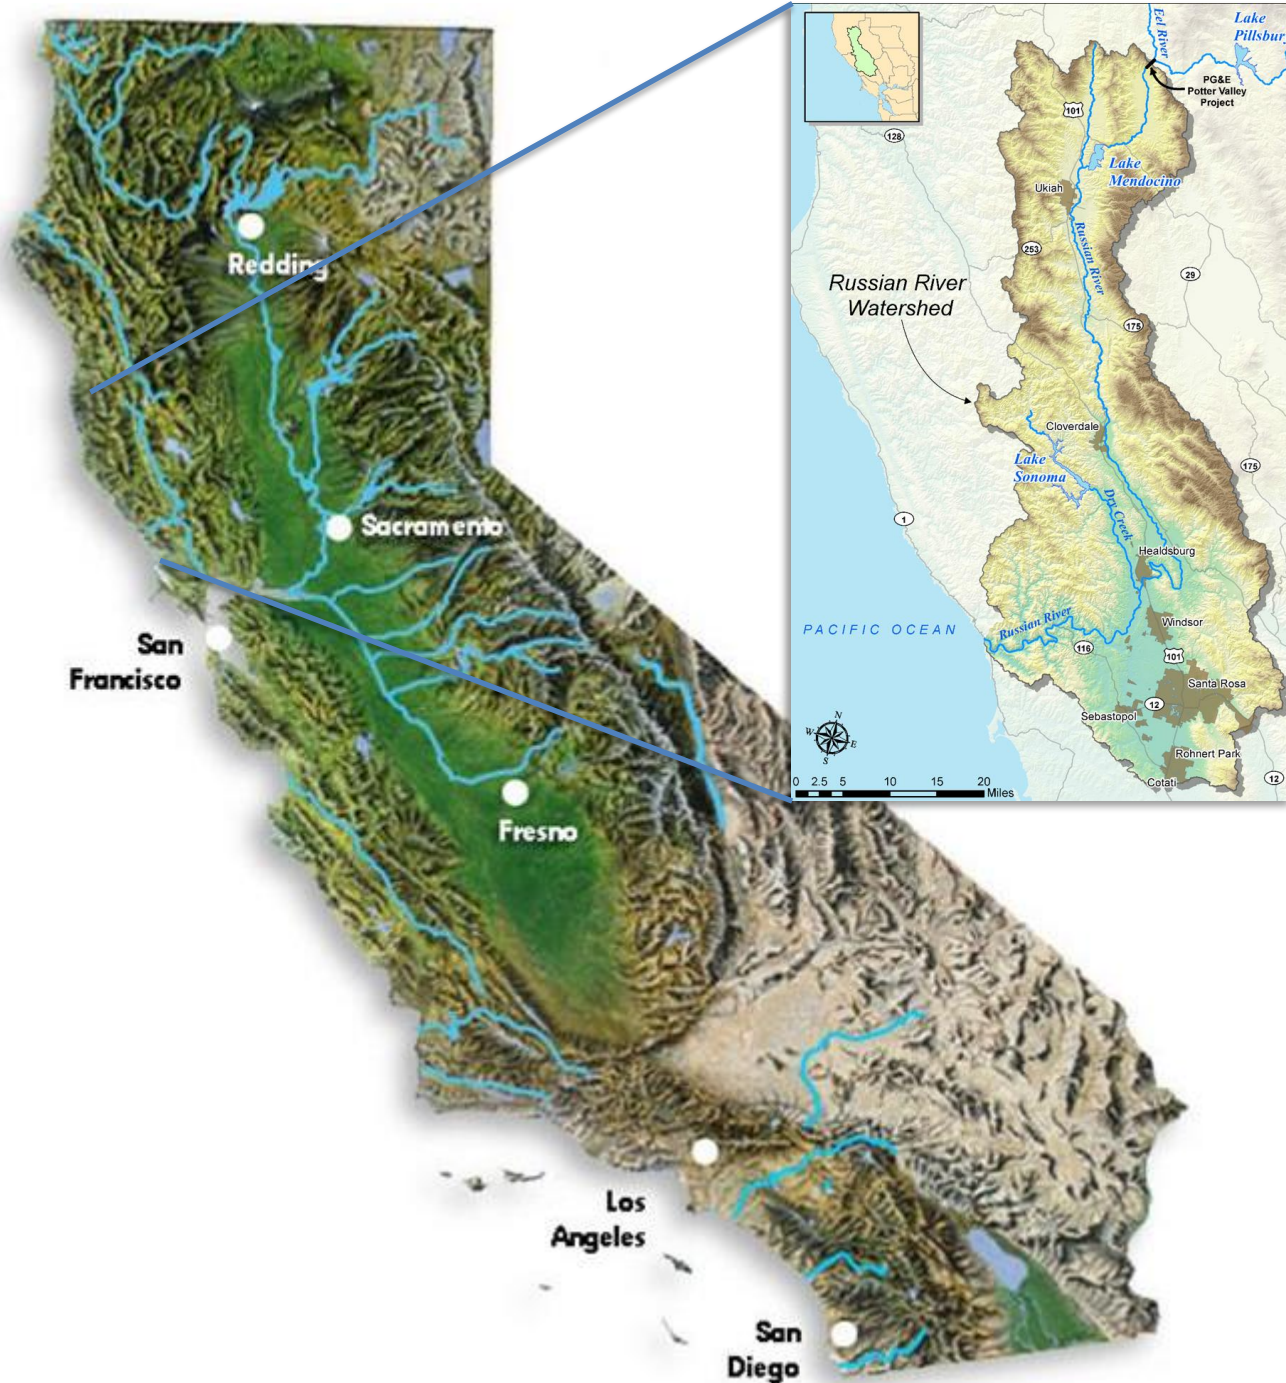 Redding
Sacramento
San
Francisco
Fresno
Los
Angeles
San
Diego
Eel River
Lake
Pillsbur
PG&E
Potter Valley
Project
101
128
Lake
Mendocino
Ukiah
Russian River
253
29
Russian River
Watershed
175
Cloverdale
Lake
Sonoma
175
Dry Creek
1
Healdsburg
Russian River
Windsor
PACIFIC OCEAN
116
101
Santa Rosa
12
Sebastopol
N
W
E
S
Rohnert Park
Cotati
12
0 2.5 5 10 15 20
Miles